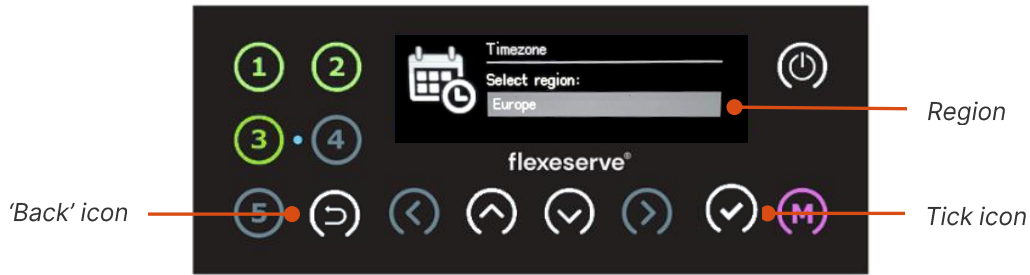 1 2
Timezone
Select region:
Europe
Region
3 4
flexeserve®
'Back' icon
5
M
Tick icon